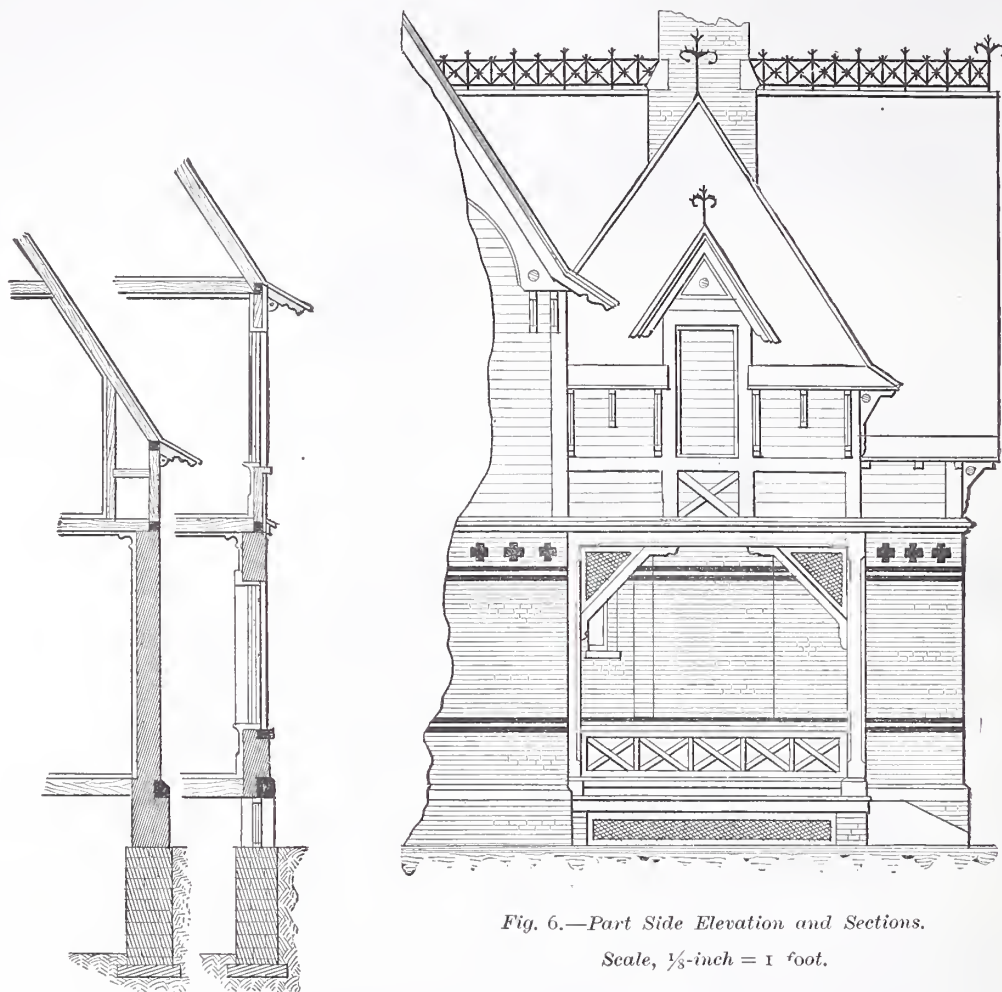 Fig. 6.—Part Side Elevation and Sections.
Scale, ⅛-inch = 1 foot.